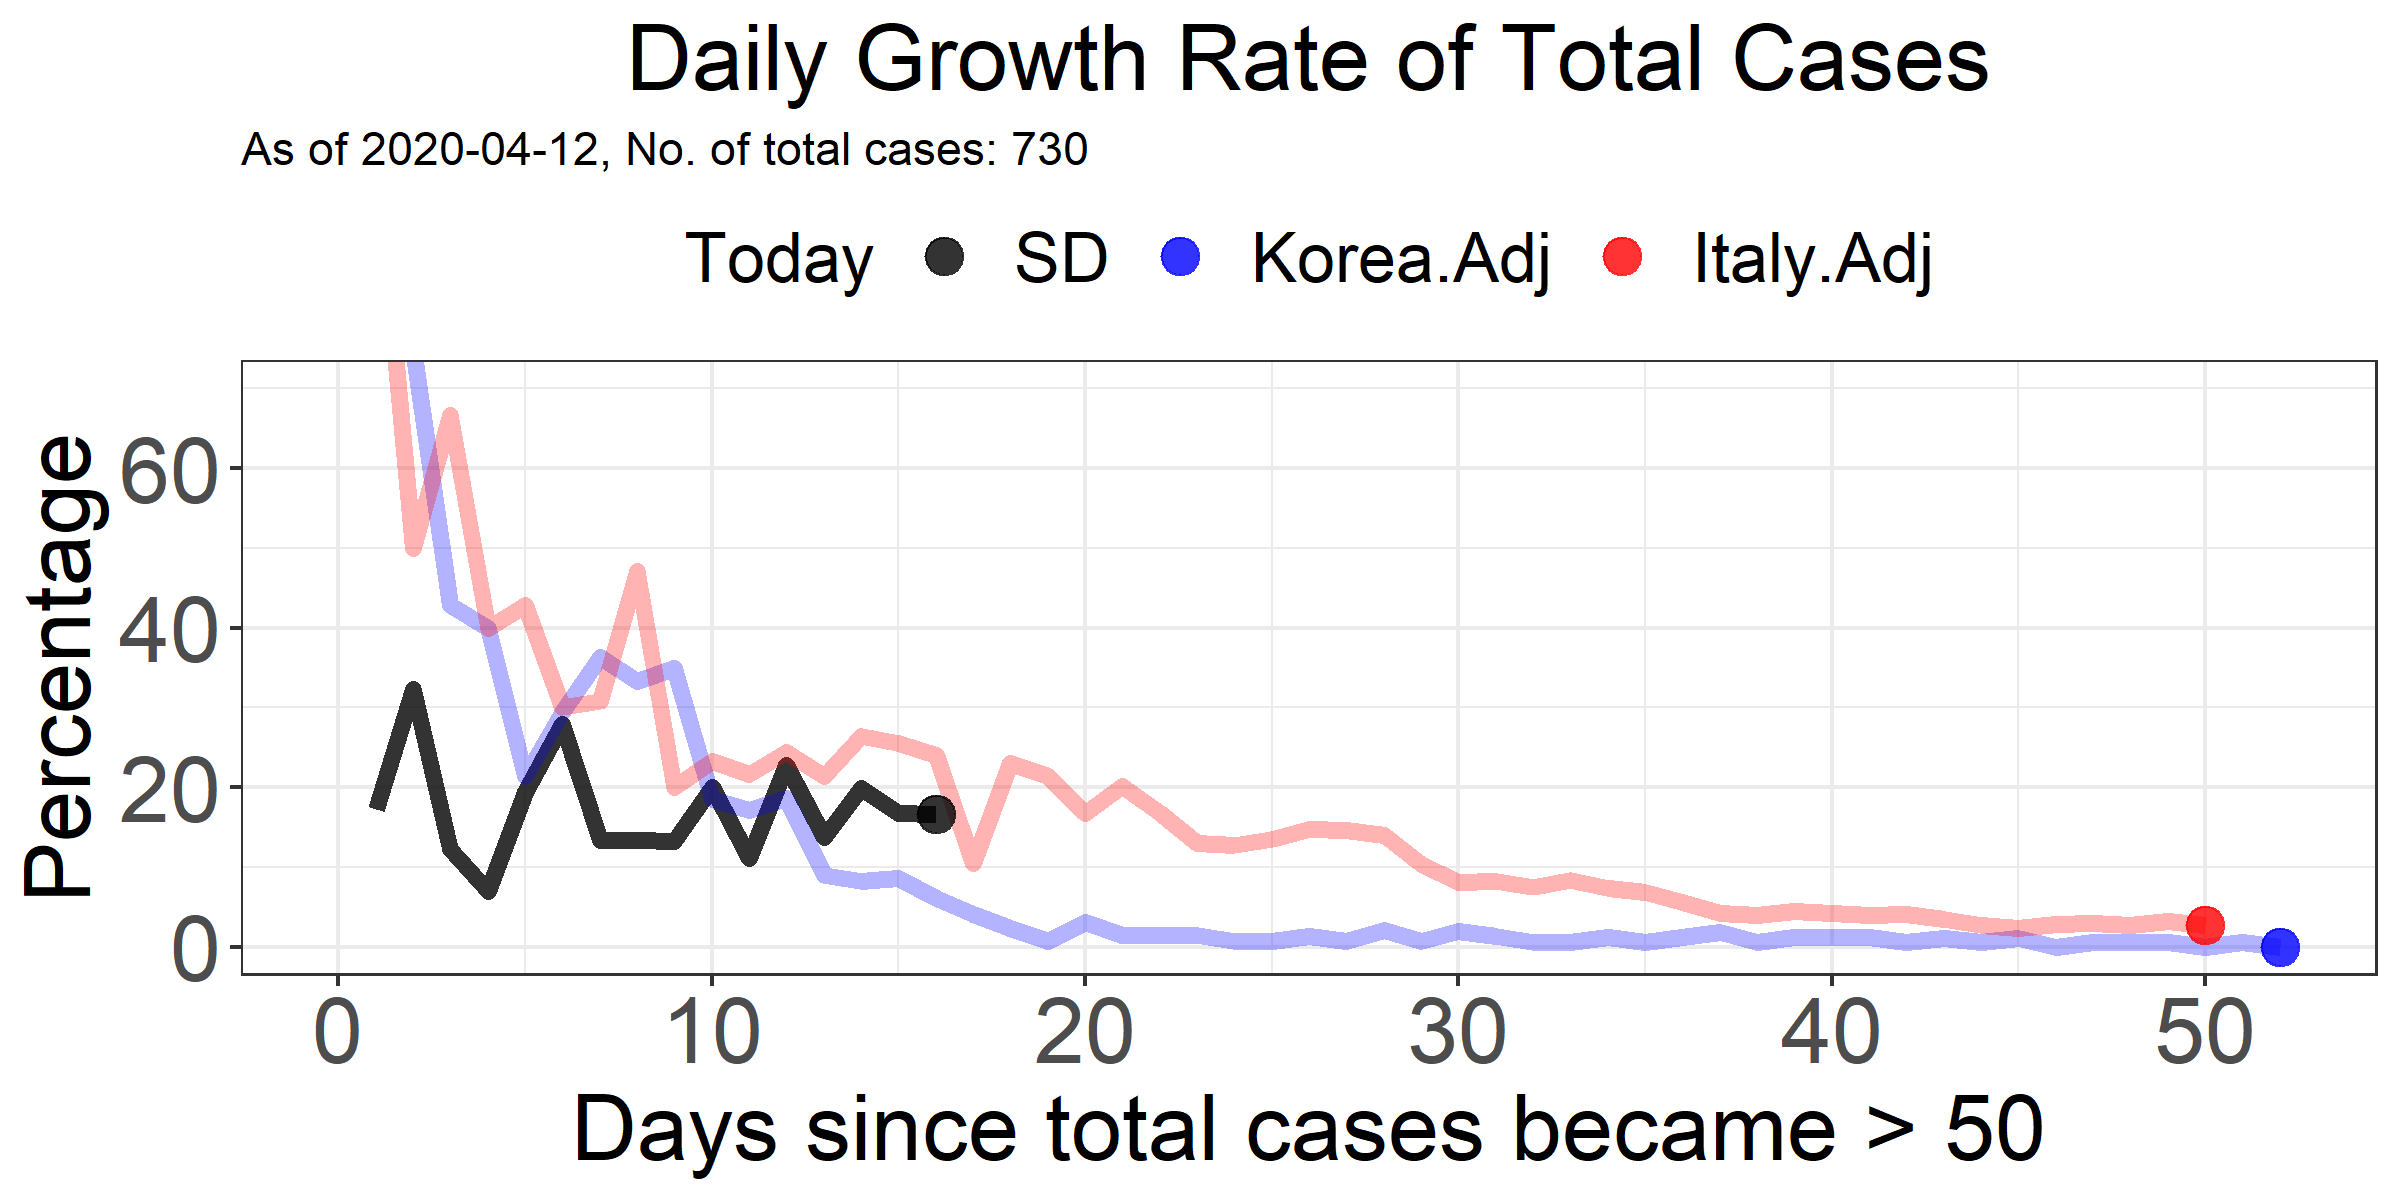 Daily Growth Rate of Total Cases
As of 2020-04-12, No. of total cases: 730
Today SD Korea.Adj Italy.Adj
Percentage
60
40
20
0
0 10 20 30 40 50
Days since total cases became > 50